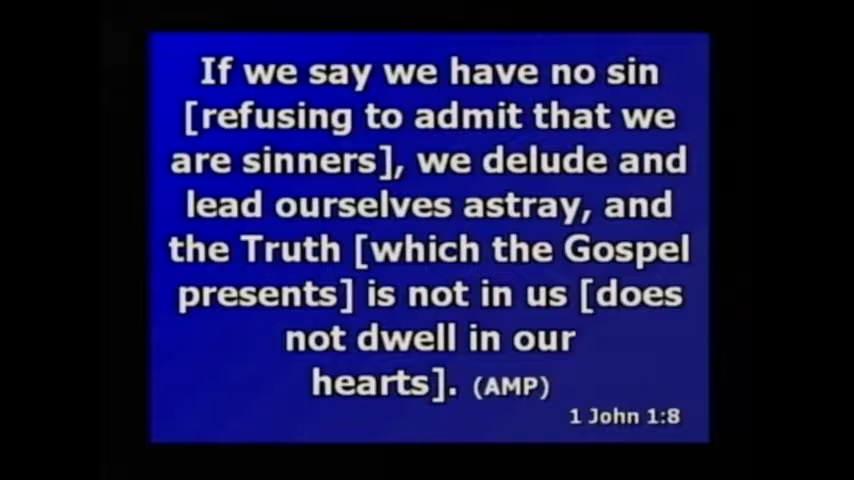 If we say we have no sin
[refusing to admit that we
are sinners], we delude and
lead ourselves astray, and
the Truth [which the Gospel
presents] is not in us [does
not dwell in our
hearts]. (AMP)
1 John 1:8